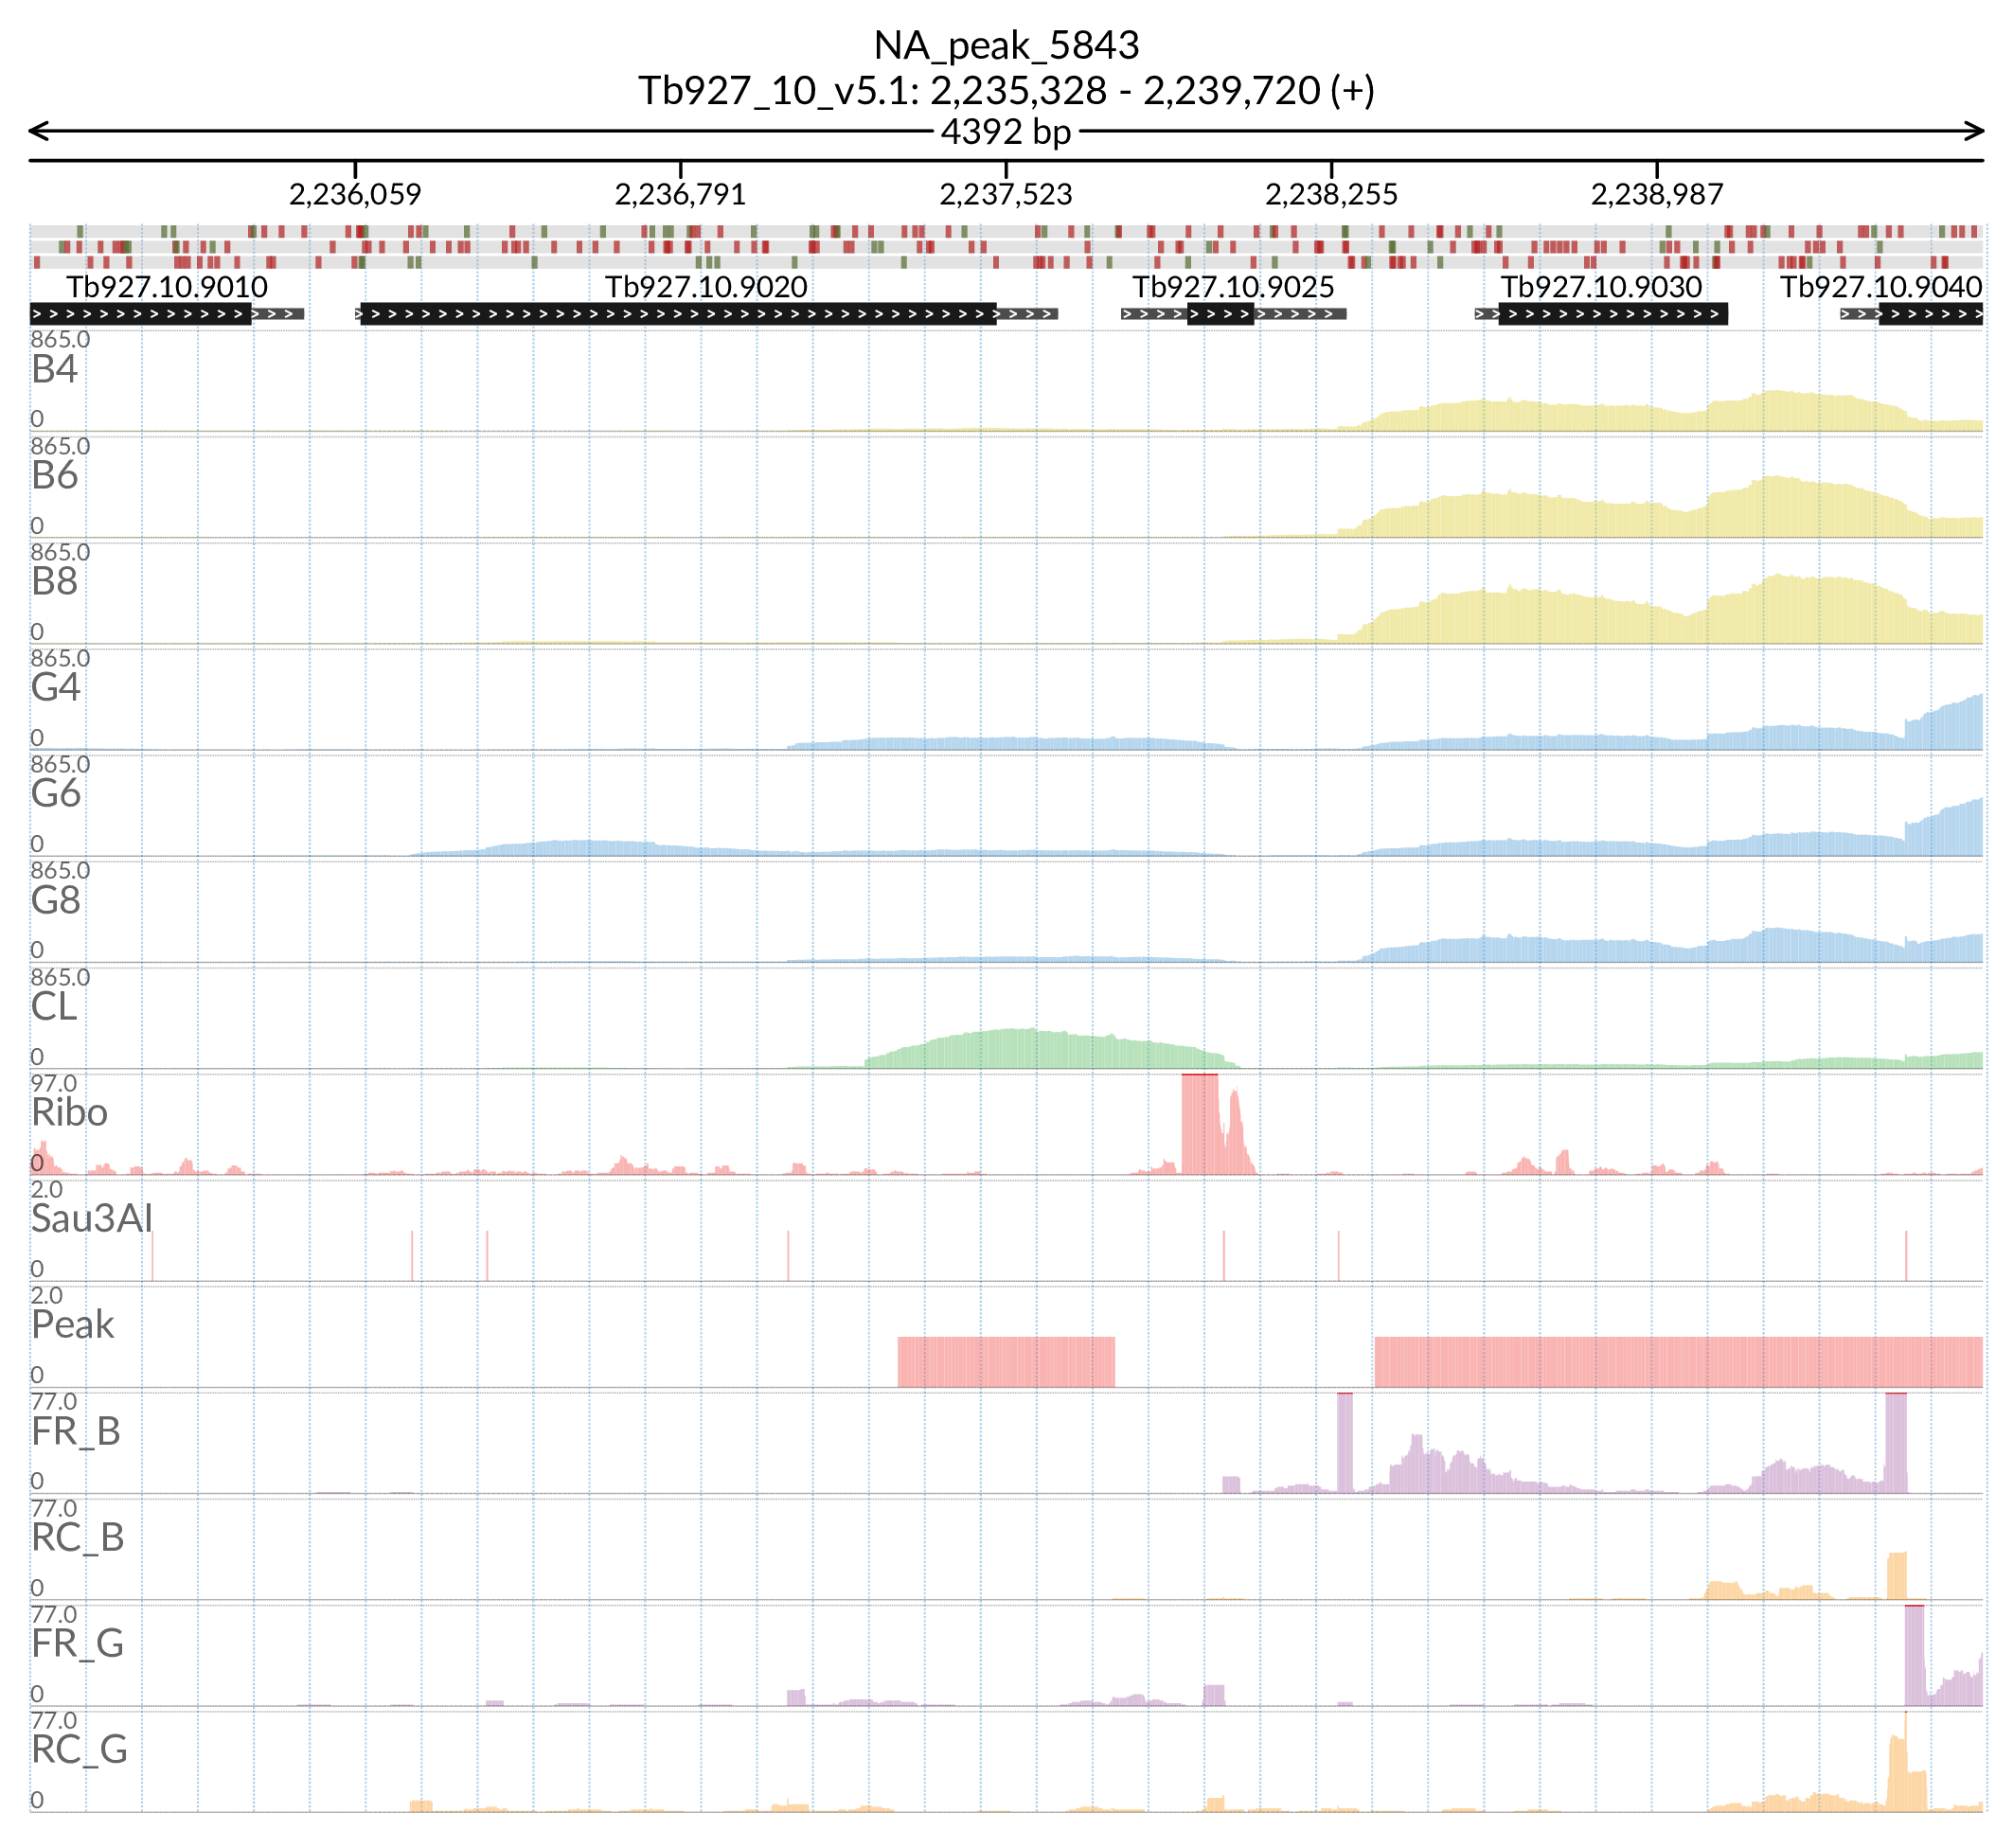 NA_peak_5843
Tb927_10_v5.1: 2,235,328 - 2,239,720 (+)
4392 bp
2,236,059 2,236,791 2,237,523 2,238,255 2,238,987
Tb927.10.9010 Tb927.10.9020 Tb927.10.9025 Tb927.10.9030 Tb927.10.9040
865.0
B4
0
865.0
B6
0
865.0
B8
0
865.0
G4
0
865.0
G6
0
865.0
G8
0
865.0
CL
0
97.0
Ribo
0
2.0
Sau3AI
0
2.0
Peak
0
77.0
FR_B
0
77.0
RC_B
0
77.0
FR_G
0
77.0
RC_G
0